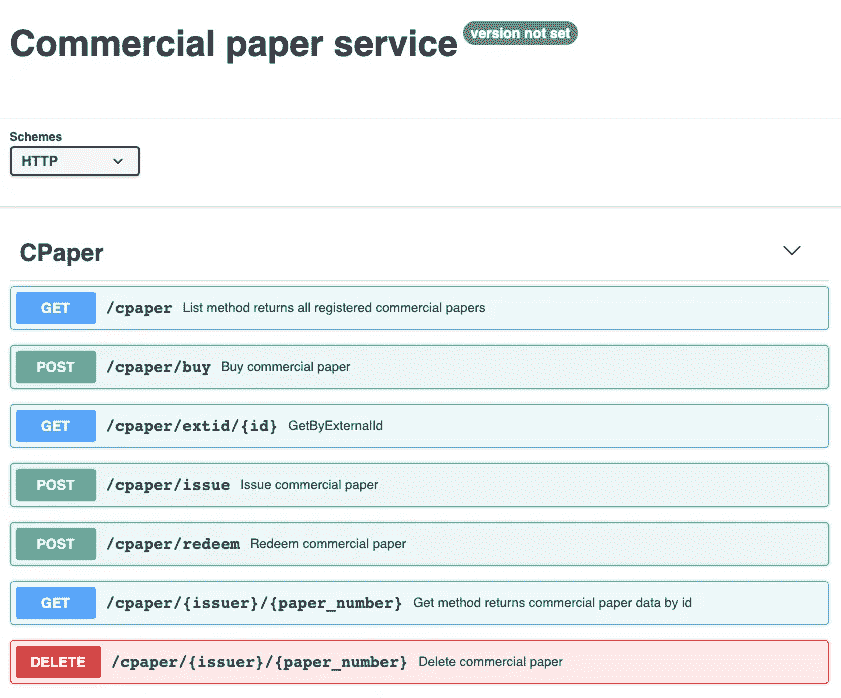 Commercial paper service version not set
Schemes
HTTP
CPaper
GET /cpaper List method returns all registered commercial papers
POST /cpaper/buy Buy commercial paper
GET /cpaper/extid/{id} GetByExternalId
POST /cpaper/issue Issue commercial paper
POST /cpaper/redeem Redeem commercial paper
GET /cpaper/{issuer}/{paper_number} Get method returns commercial paper data by id
DELETE /cpaper/{issuer}/{paper_number} Delete commercial paper